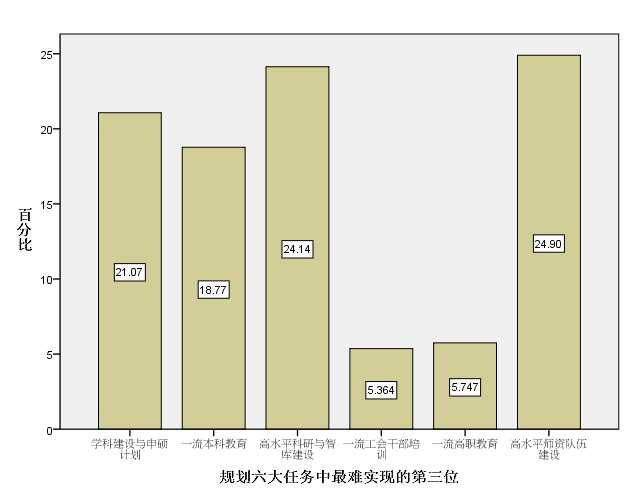 25
20
15
10
5
0
百分比
21.07
18.77
24.14
5.364
5.747
24.90
学科建设与申硕
计划
一流本科教育
高水平科研与智
库建设
一流工会干部培
训
一流高职教育
高水平师资队伍
建设
规划六大任务中最难实现的第三位